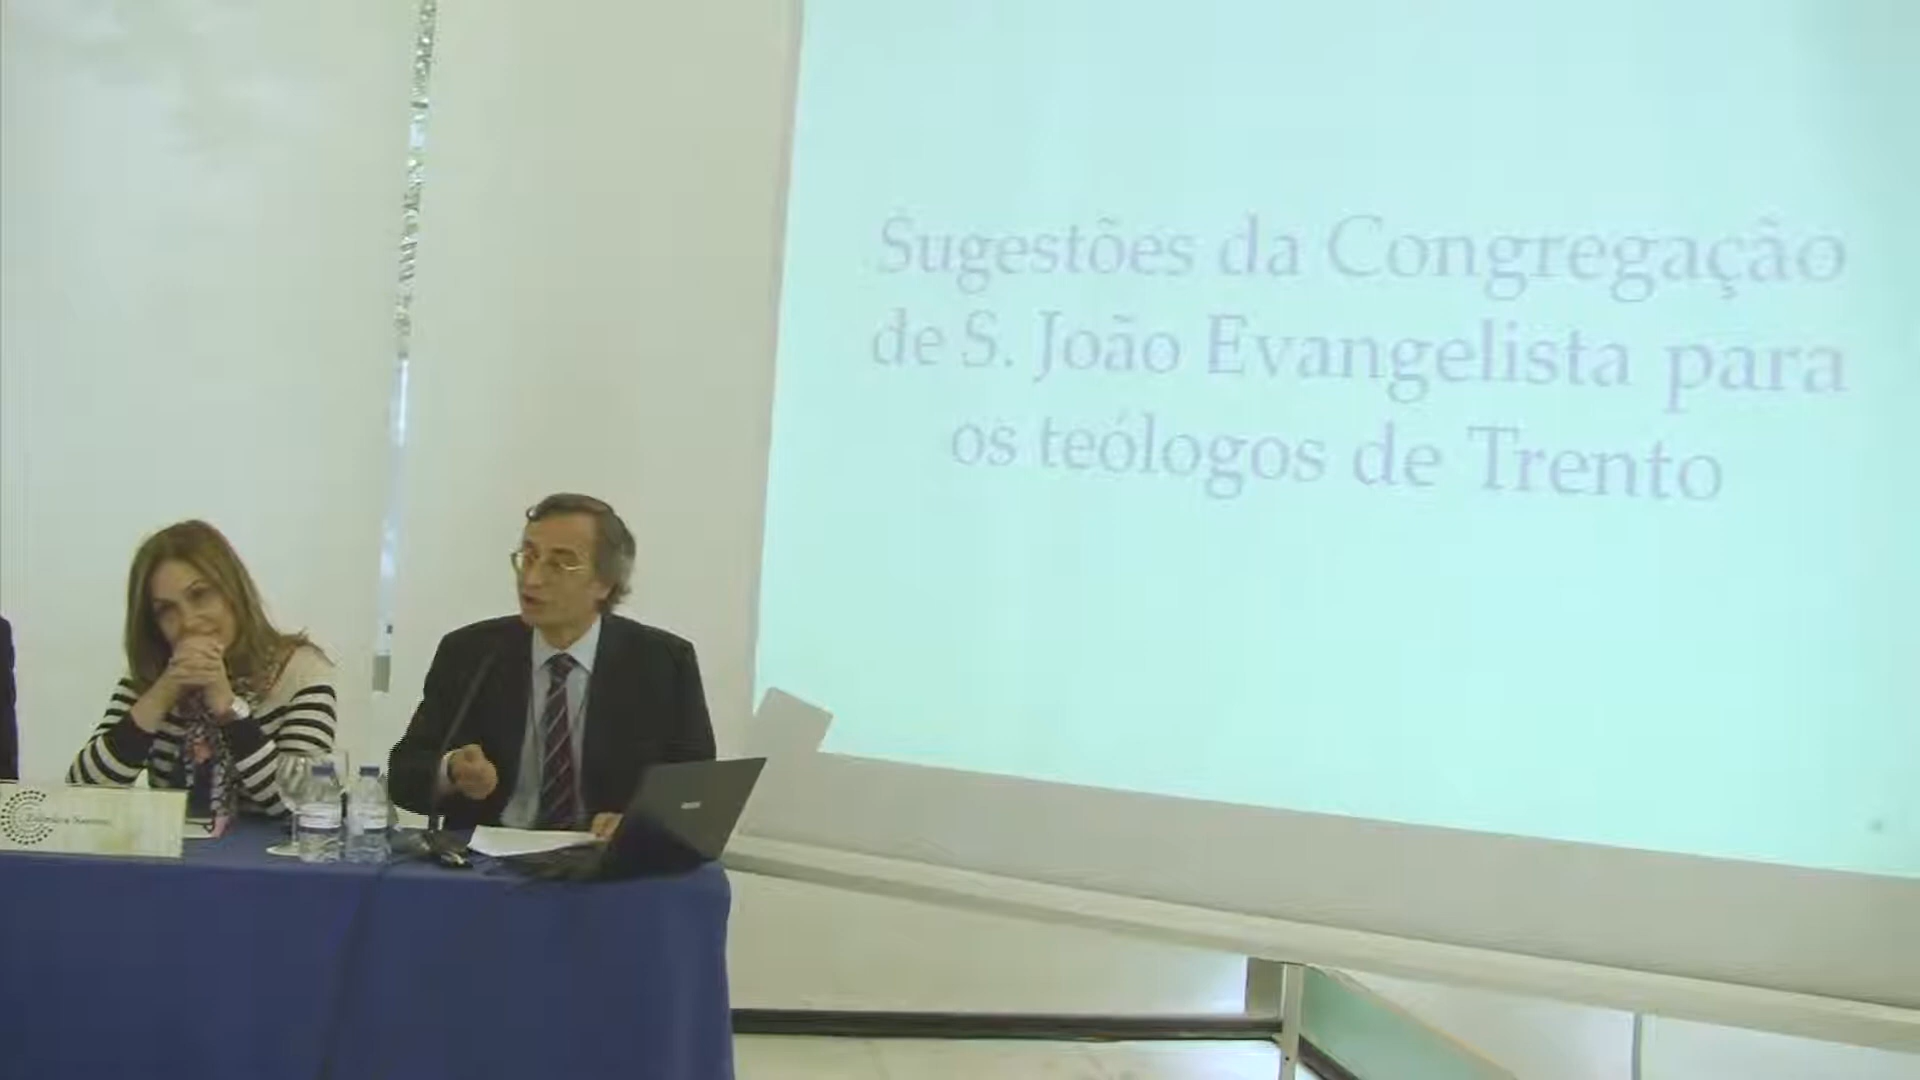 Sugestões da Congregação
de S. João Evangelista para
os teólogos de Trento